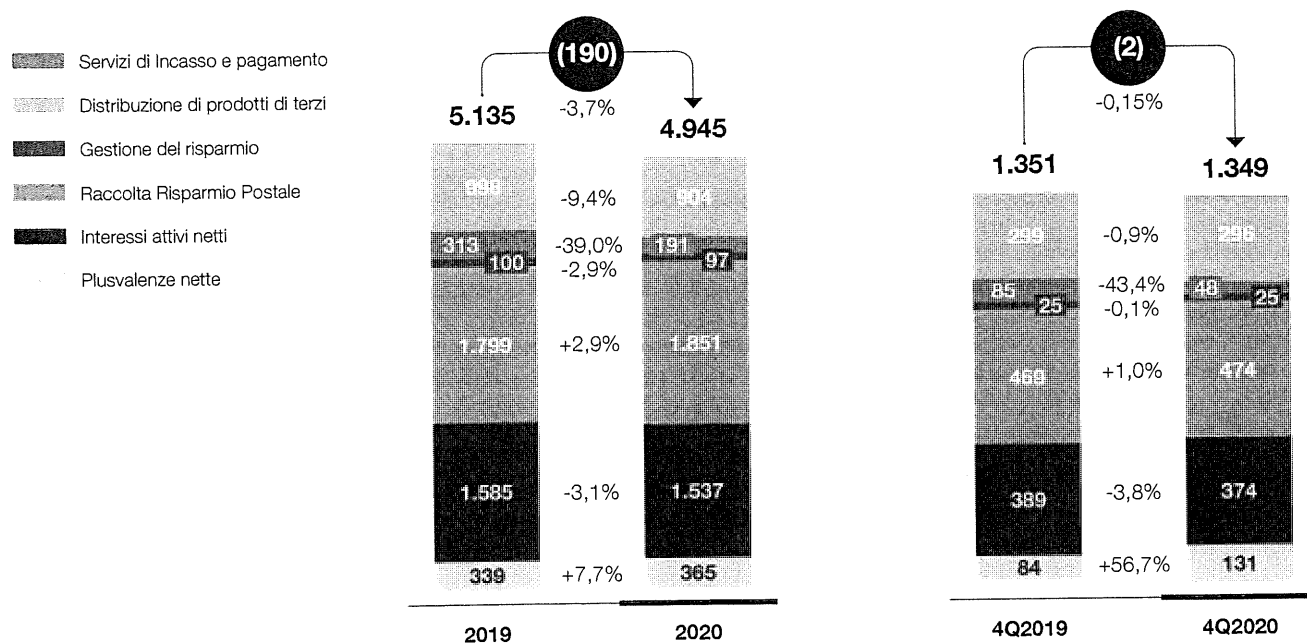 Servizi di Incasso e pagamento
Distribuzione di prodotti di terzi
Gestione del risparmio
Raccolta Risparmio Postale
Interessi attivi netti
Plusvalenze nette
(190)
5.135 -3,7% 4.945
-9,4% 904
313 -39,0% 191
100 -2,9% 97
1.799 +2,9% 1.851
1.585 -3,1% 1.537
339 +7,7% 365
2019 2020
(2)
-0,15%
1.351 1.349
299 -0,9% 296
85 -43,4% 48
25 -0,1% 25
469 +1,0% 474
389 -3,8% 374
84 +56,7% 131
4Q2019 4Q2020